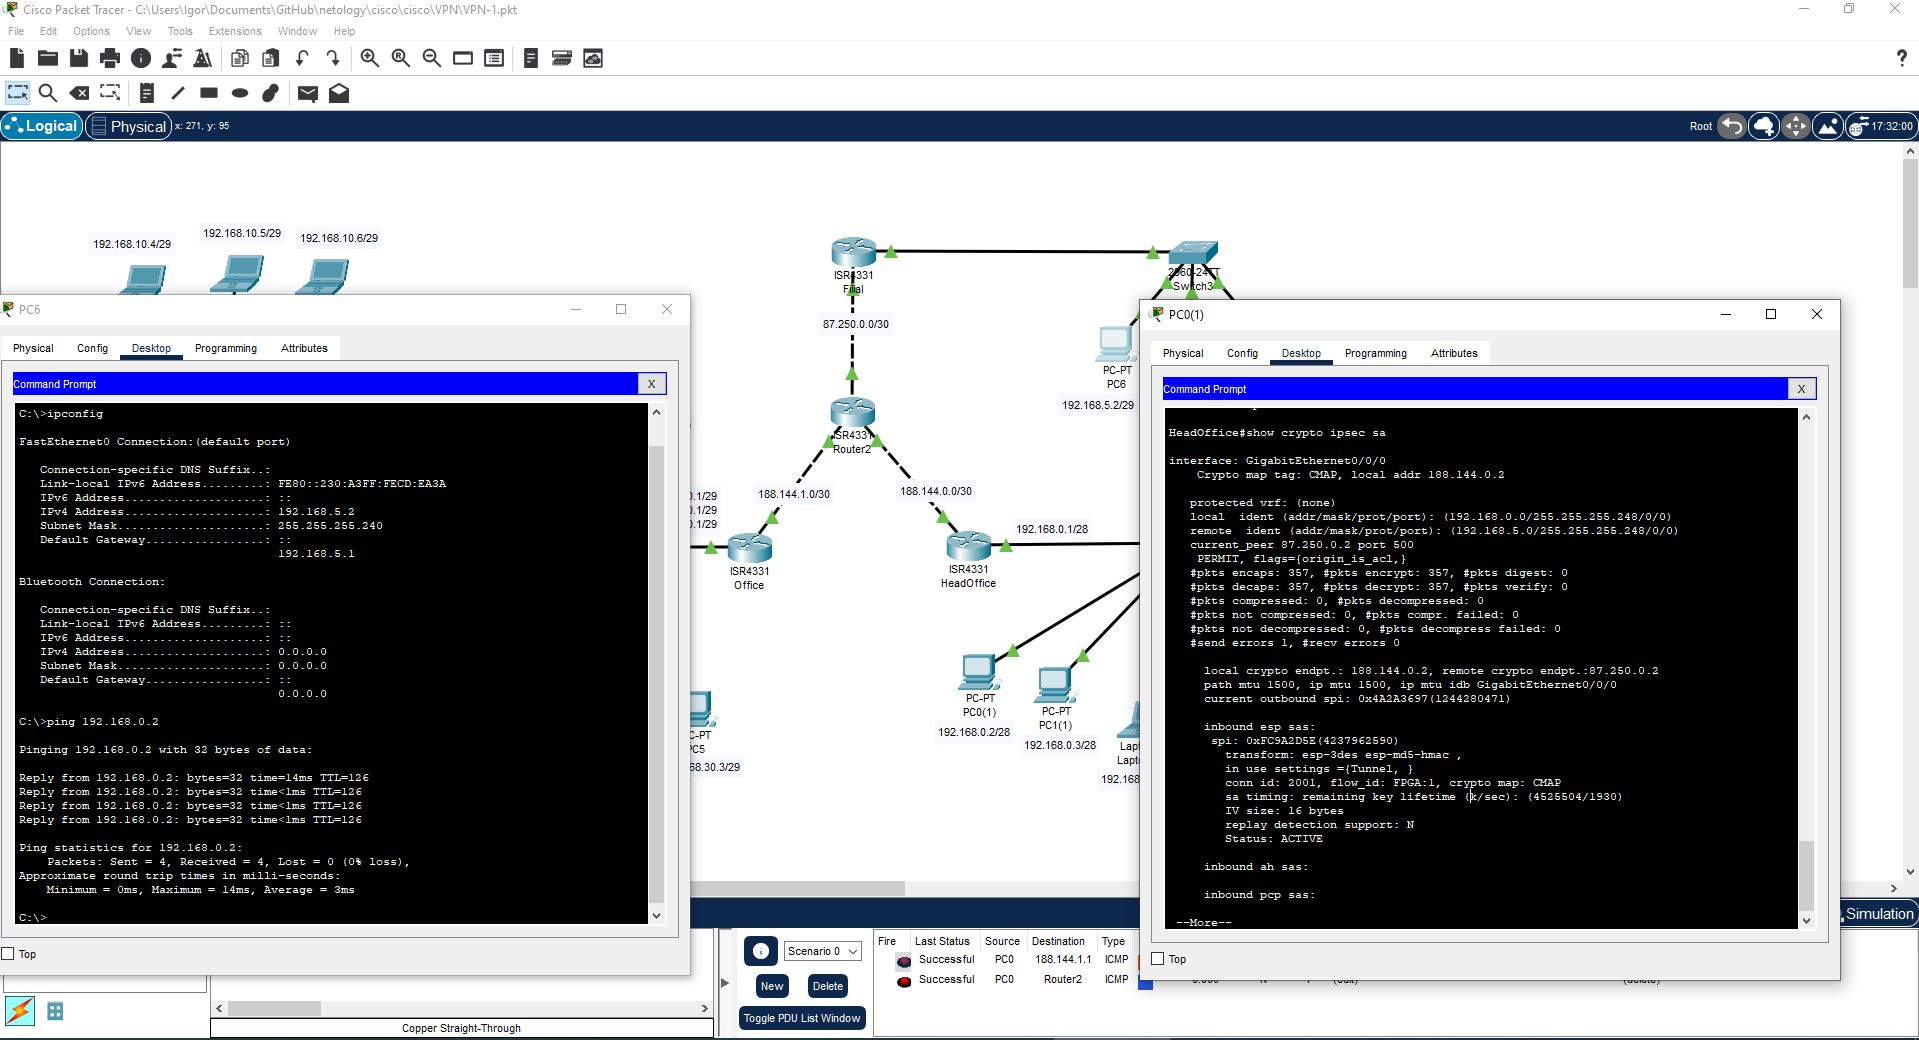 Cisco Packet Tracer - C:\Users\Igor\Documents\GitHub\netology\cisco\cisco\VPN\VPN-1.pkt
File Edit Options View Tools Extensions Window Help
Logical Physical x: 271, y: 95
Root 17:32:00
192.168.10.4/29
192.168.10.5/29
192.168.10.6/29
ISR4331
Filial
87.250.0.0/30
2960-24TT
Switch3
ISR4331
Router2
188.144.1.0/30
188.144.0.0/30
0.1/29
0.1/29
0.1/29
ISR4331
Office
192.168.0.1/28
ISR4331
HeadOffice
PC-PT
PC6
192.168.5.2/29
PC-PT
PC0(1)
192.168.0.2/28
PC-PT
PC1(1)
192.168.0.3/28
Lapt
Lapt
192.168
C-PT
PC5
68.30.3/29
PC6
Physical Config Desktop Programming Attributes
Command Prompt X
C:\>ipconfig
FastEthernet0 Connection:(default port)
Connection-specific DNS Suffix..:
Link-local IPv6 Address.........: FE80::230:A3FF:FECD:EA3A
IPv6 Address....................: ::
IPv4 Address....................: 192.168.5.2
Subnet Mask.....................: 255.255.255.240
Default Gateway.................: ::
192.168.5.1
Bluetooth Connection:
Connection-specific DNS Suffix..:
Link-local IPv6 Address.........: ::
IPv6 Address....................: ::
IPv4 Address....................: 0.0.0.0
Subnet Mask.....................: 0.0.0.0
Default Gateway.................: ::
0.0.0.0
C:\>ping 192.168.0.2
Pinging 192.168.0.2 with 32 bytes of data:
Reply from 192.168.0.2: bytes=32 time=14ms TTL=126
Reply from 192.168.0.2: bytes=32 time<1ms TTL=126
Reply from 192.168.0.2: bytes=32 time<1ms TTL=126
Reply from 192.168.0.2: bytes=32 time<1ms TTL=126
Ping statistics for 192.168.0.2:
Packets: Sent = 4, Received = 4, Lost = 0 (0% loss),
Approximate round trip times in milli-seconds:
Minimum = 0ms, Maximum = 14ms, Average = 3ms
C:\>
Top
PC0(1)
Physical Config Desktop Programming Attributes
Command Prompt X
HeadOffice#show crypto ipsec sa
interface: GigabitEthernet0/0/0
Crypto map tag: CMAP, local addr 188.144.0.2
protected vrf: (none)
local ident (addr/mask/prot/port): (192.168.0.0/255.255.255.248/0/0)
remote ident (addr/mask/prot/port): (192.168.5.0/255.255.255.248/0/0)
current_peer 87.250.0.2 port 500
PERMIT, flags={origin_is_acl,}
#pkts encaps: 357, #pkts encrypt: 357, #pkts digest: 0
#pkts decaps: 357, #pkts decrypt: 357, #pkts verify: 0
#pkts compressed: 0, #pkts decompressed: 0
#pkts not compressed: 0, #pkts compr. failed: 0
#pkts not decompressed: 0, #pkts decompress failed: 0
#send errors 1, #recv errors 0
local crypto endpt.: 188.144.0.2, remote crypto endpt.:87.250.0.2
path mtu 1500, ip mtu 1500, ip mtu idb GigabitEthernet0/0/0
current outbound spi: 0x4A2A3697(1244280471)
inbound esp sas:
spi: 0xFC9A2D5E(4237962590)
transform: esp-3des esp-md5-hmac ,
in use settings ={Tunnel, }
conn id: 2001, flow_id: FPGA:1, crypto map: CMAP
sa timing: remaining key lifetime (k/sec): (4525504/1930)
IV size: 16 bytes
replay detection support: N
Status: ACTIVE
inbound ah sas:
inbound pcp sas:
--More--
Top
Simulation
Scenario 0
New Delete
Toggle PDU List Window
Fire Last Status Source Destination Type
Successful PC0 188.144.1.1 ICMP
Successful PC0 Router2 ICMP
Copper Straight-Through